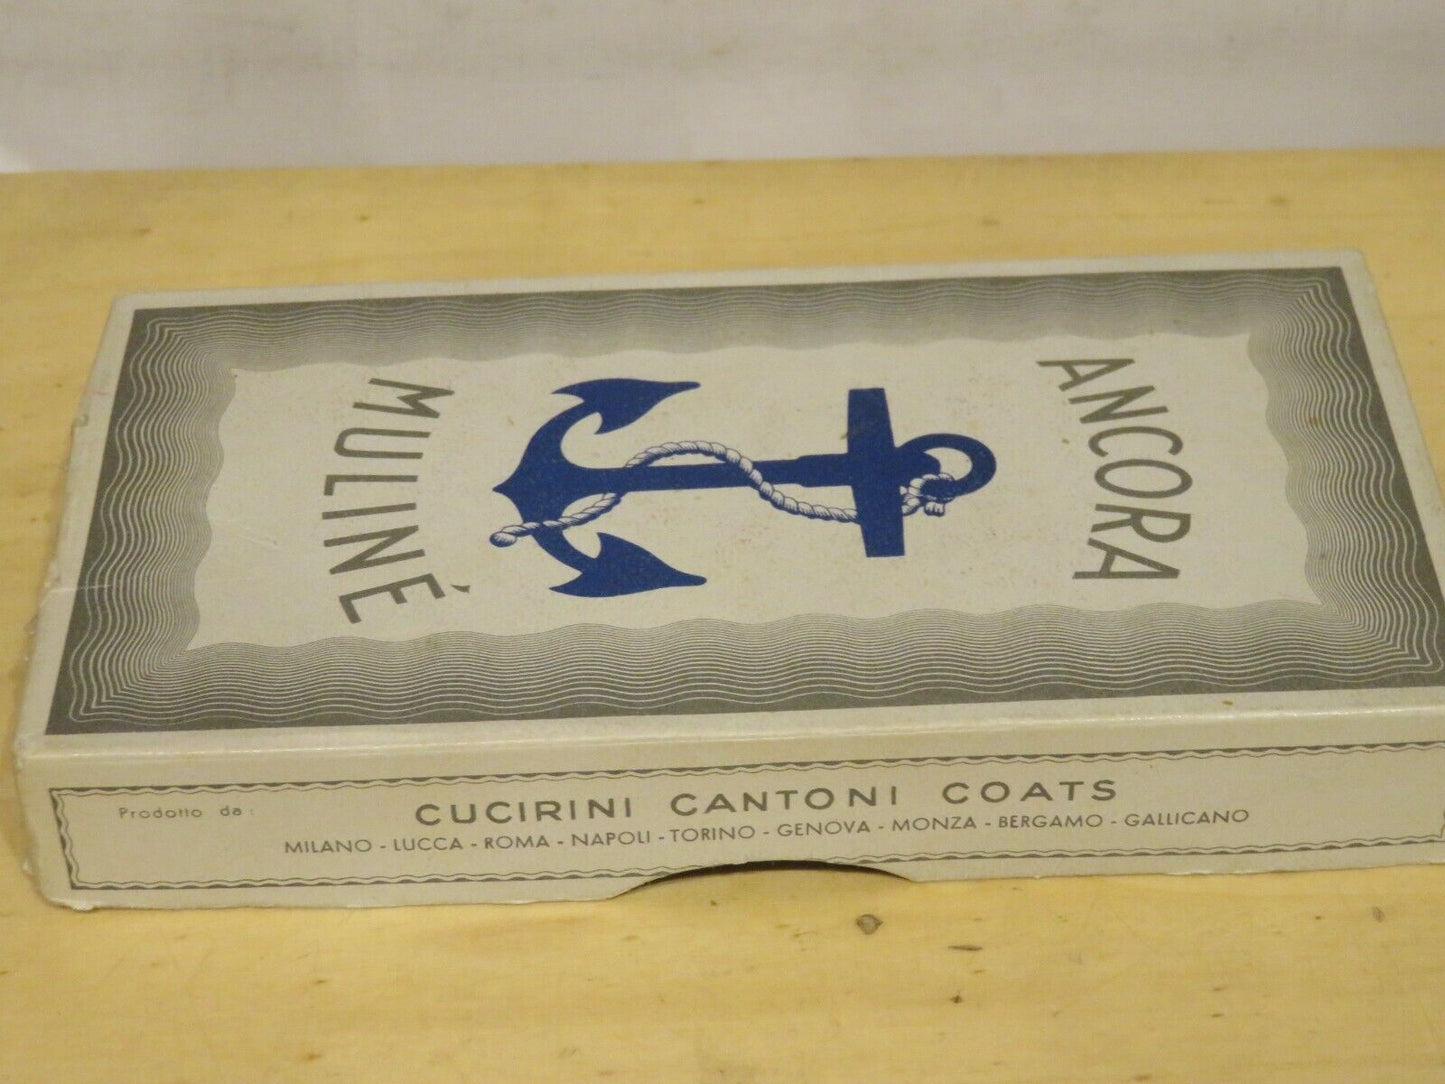 ANCORA
MULINÉ
Prodotto da:
CUCIRINI CANTONI COATS
MILANO - LUCCA - ROMA - NAPOLI - TORINO - GENOVA - MONZA - BERGAMO - GALLICANO